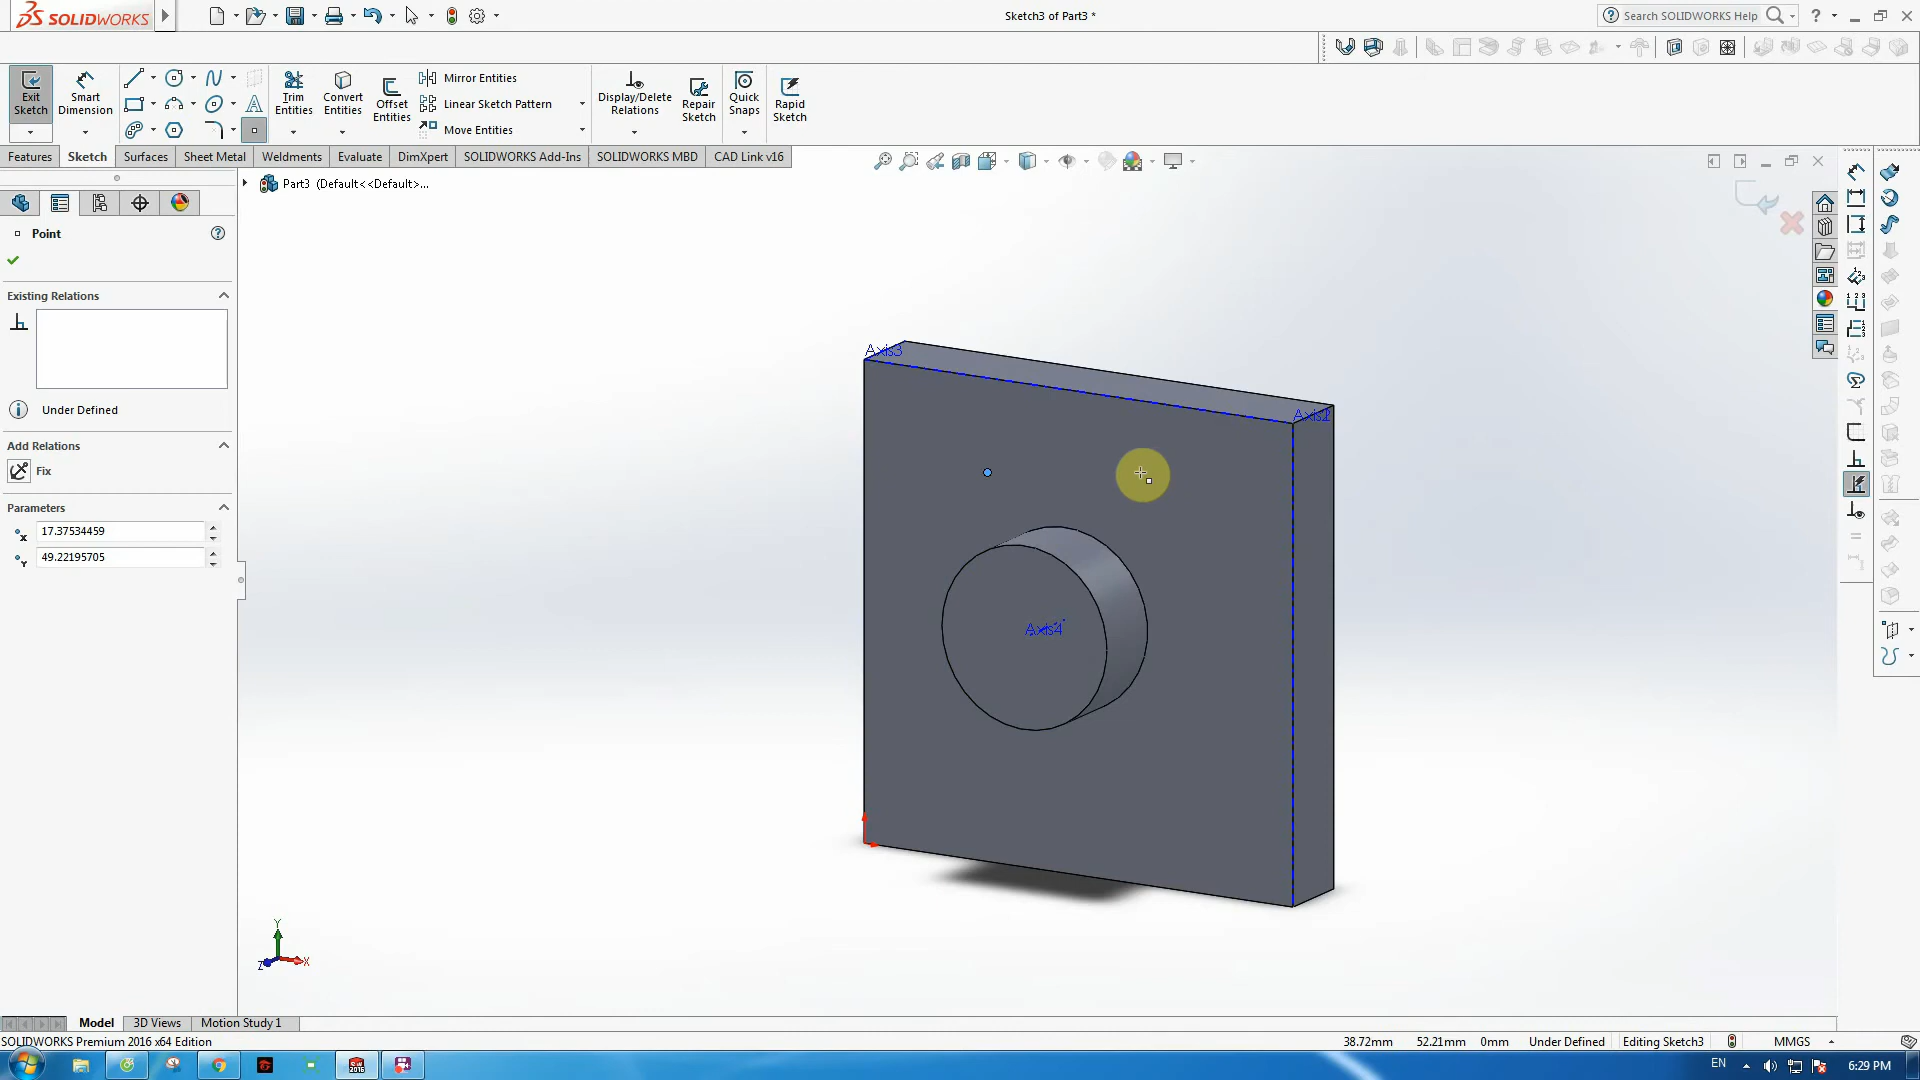 SOLIDWORKS
Sketch3 of Part3 *
Search SOLIDWORKS Help
Exit Sketch
Smart Dimension
Trim Entities
Convert Entities
Offset Entities
Mirror Entities
Linear Sketch Pattern
Move Entities
Display/Delete Relations
Repair Sketch
Quick Snaps
Rapid Sketch
Features
Sketch
Surfaces
Sheet Metal
Weldments
Evaluate
DimXpert
SOLIDWORKS Add-Ins
SOLIDWORKS MBD
CAD Link v16
Part3 (Default<<Default>...
Point
Existing Relations
Under Defined
Add Relations
Fix
Parameters
17.37534459
49.22195705
Axis3
Axis2
Axis4
Y
X
Z
Model
3D Views
Motion Study 1
SOLIDWORKS Premium 2016 x64 Edition
38.72mm
52.21mm
0mm
Under Defined
Editing Sketch3
MMGS
EN
6:29 PM